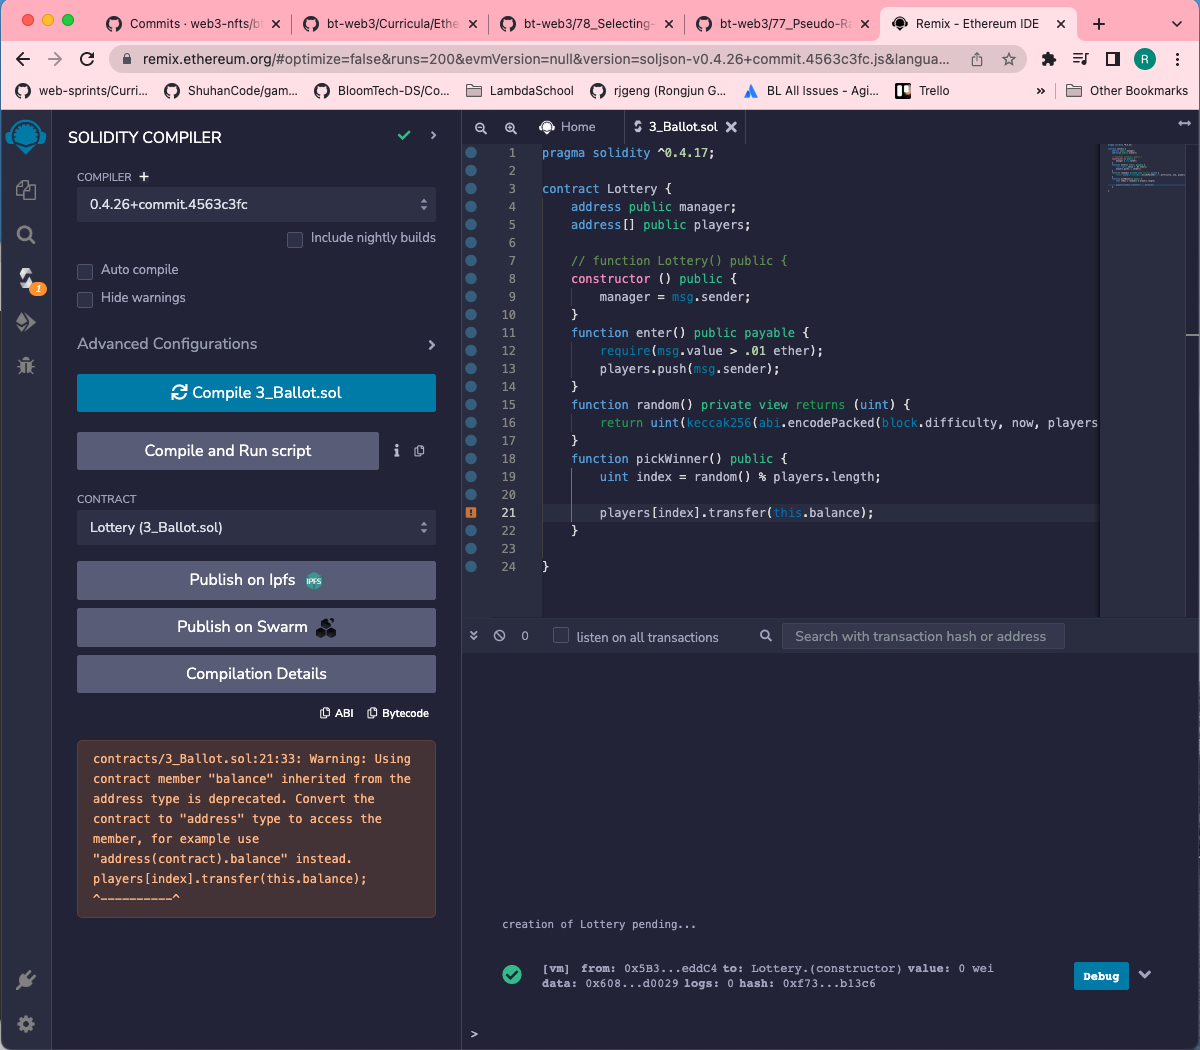 Commits · web3-nfts/bt
bt-web3/Curricula/Ethe
bt-web3/78_Selecting-
bt-web3/77_Pseudo-Ra
Remix - Ethereum IDE
remix.ethereum.org/#optimize=false&runs=200&evmVersion=null&version=soljson-v0.4.26+commit.4563c3fc.js&langua...
R
web-sprints/Curri...
ShuhanCode/gam...
BloomTech-DS/Co...
LambdaSchool
rjgeng (Rongjun G...
BL All Issues - Agi...
Trello
»
Other Bookmarks
SOLIDITY COMPILER
COMPILER +
0.4.26+commit.4563c3fc
Include nightly builds
Auto compile
Hide warnings
Advanced Configurations
Compile 3_Ballot.sol
Compile and Run script
CONTRACT
Lottery (3_Ballot.sol)
Publish on Ipfs IPFS
Publish on Swarm
Compilation Details
ABI Bytecode
contracts/3_Ballot.sol:21:33: Warning: Using
contract member "balance" inherited from the
address type is deprecated. Convert the
contract to "address" type to access the
member, for example use
"address(contract).balance" instead.
players[index].transfer(this.balance);
^----------^
1
Home
3_Ballot.sol
1 pragma solidity ^0.4.17;
2
3 contract Lottery {
4 address public manager;
5 address[] public players;
6
7 // function Lottery() public {
8 constructor () public {
9 manager = msg.sender;
10 }
11 function enter() public payable {
12 require(msg.value > .01 ether);
13 players.push(msg.sender);
14 }
15 function random() private view returns (uint) {
16 return uint(keccak256(abi.encodePacked(block.difficulty, now, players
17 }
18 function pickWinner() public {
19 uint index = random() % players.length;
20
21 players[index].transfer(this.balance);
22 }
23
24 }
0
listen on all transactions
Search with transaction hash or address
creation of Lottery pending...
[vm] from: 0x5B3...eddC4 to: Lottery.(constructor) value: 0 wei
data: 0x608...d0029 logs: 0 hash: 0xf73...b13c6
Debug
>